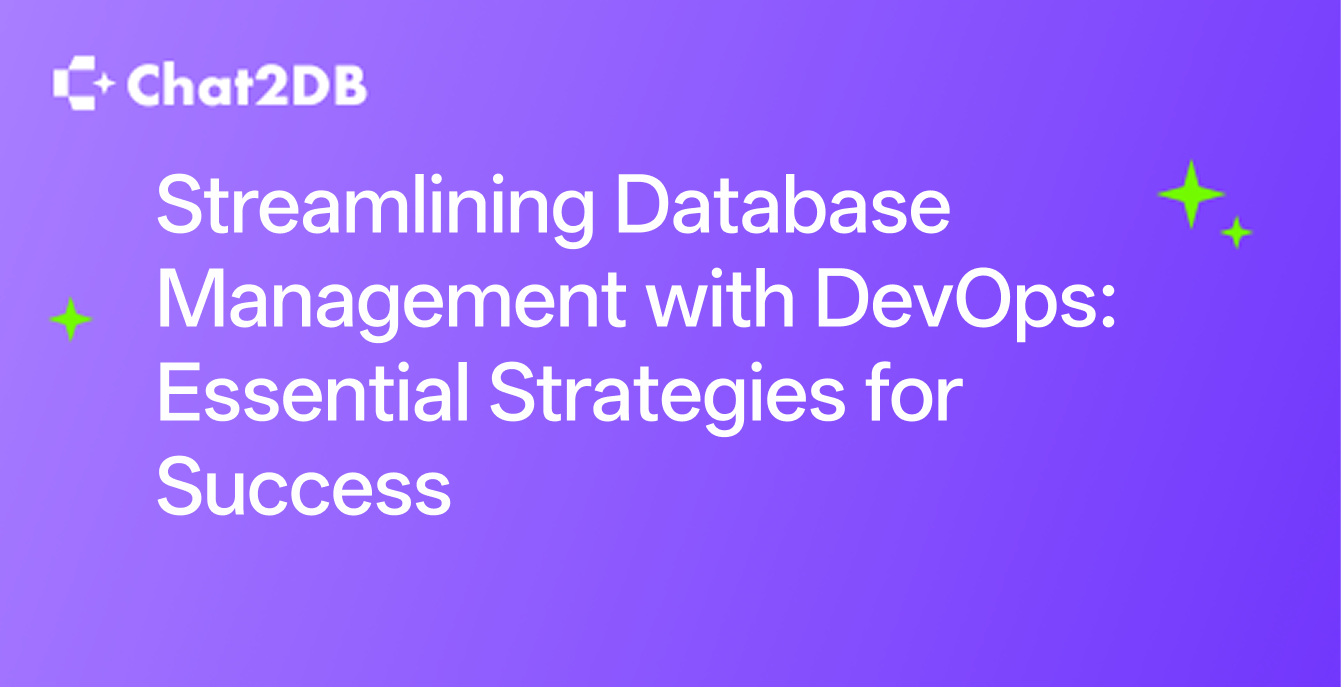 Chat2DB
Streamlining Database
Management with DevOps:
Essential Strategies for
Success